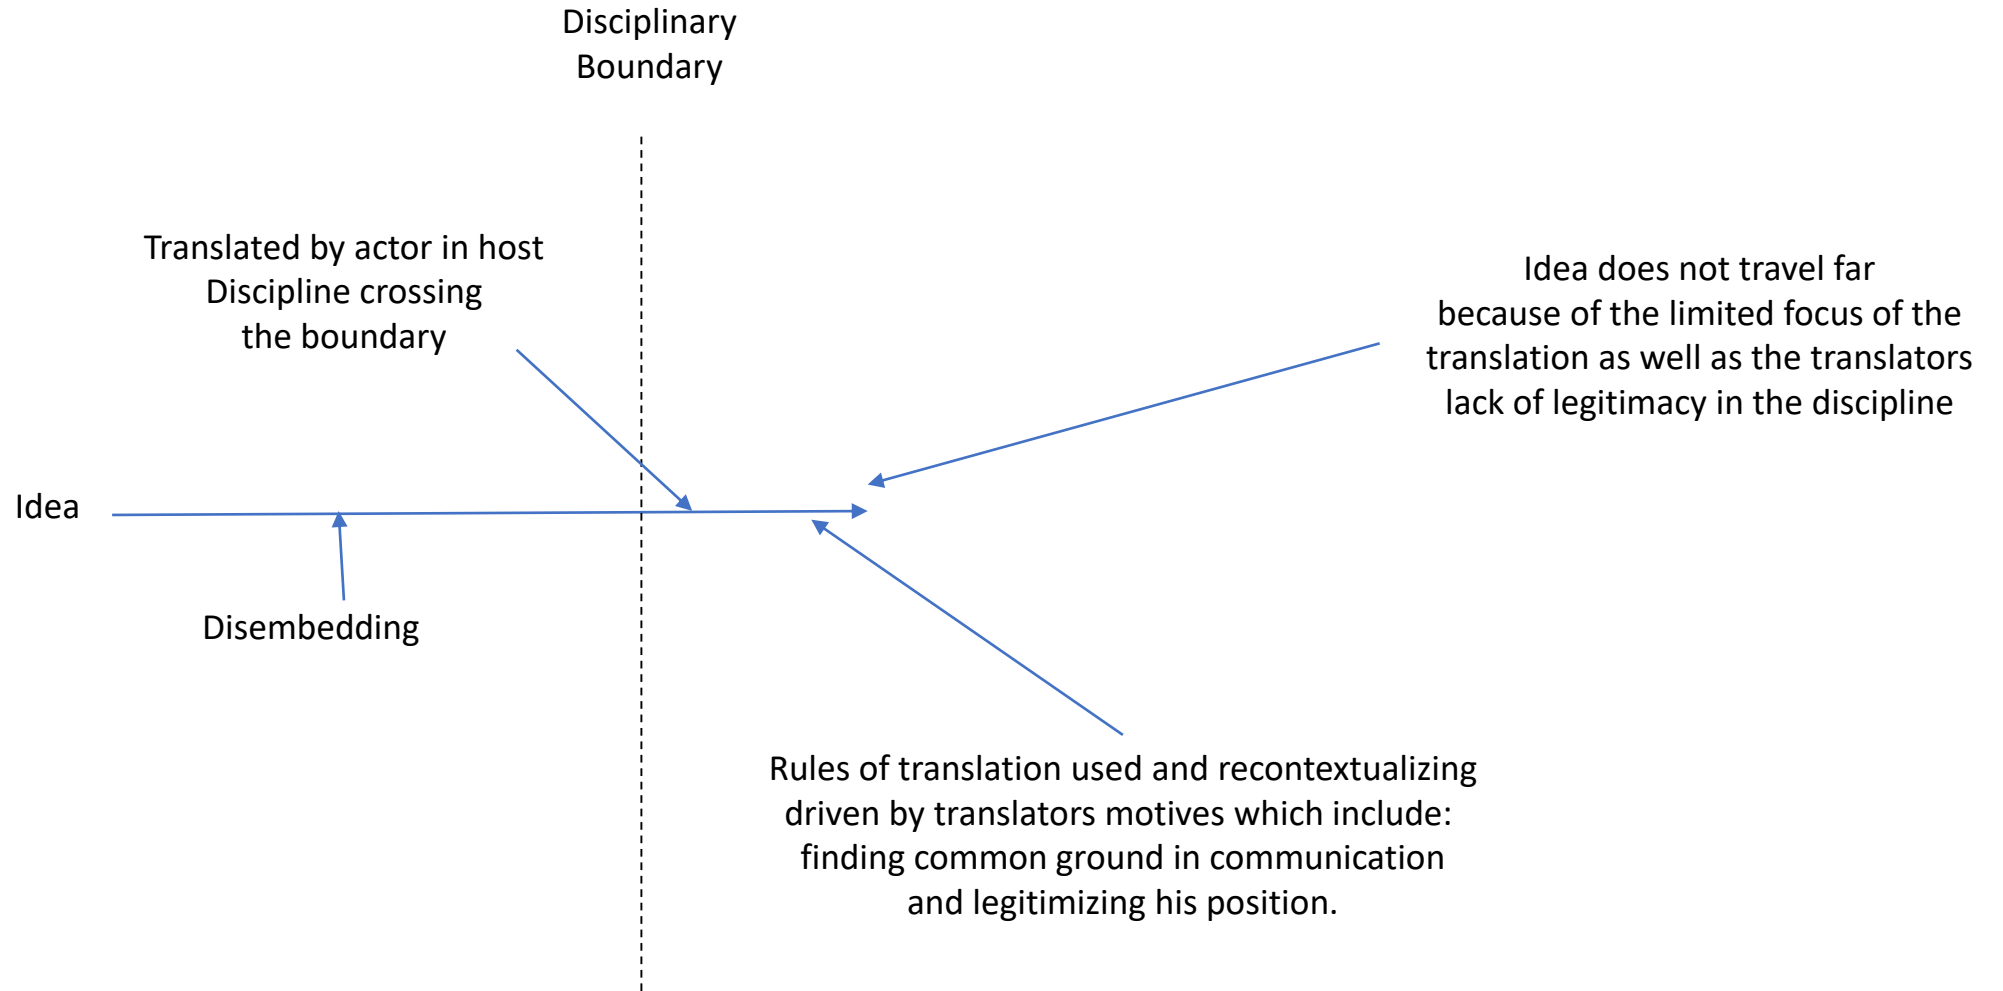 Disciplinary
Boundary
Translated by actor in host
Discipline crossing
the boundary
Idea does not travel far
because of the limited focus of the
translation as well as the translators
lack of legitimacy in the discipline
Idea
Disembedding
Rules of translation used and recontextualizing
driven by translators motives which include:
finding common ground in communication
and legitimizing his position.